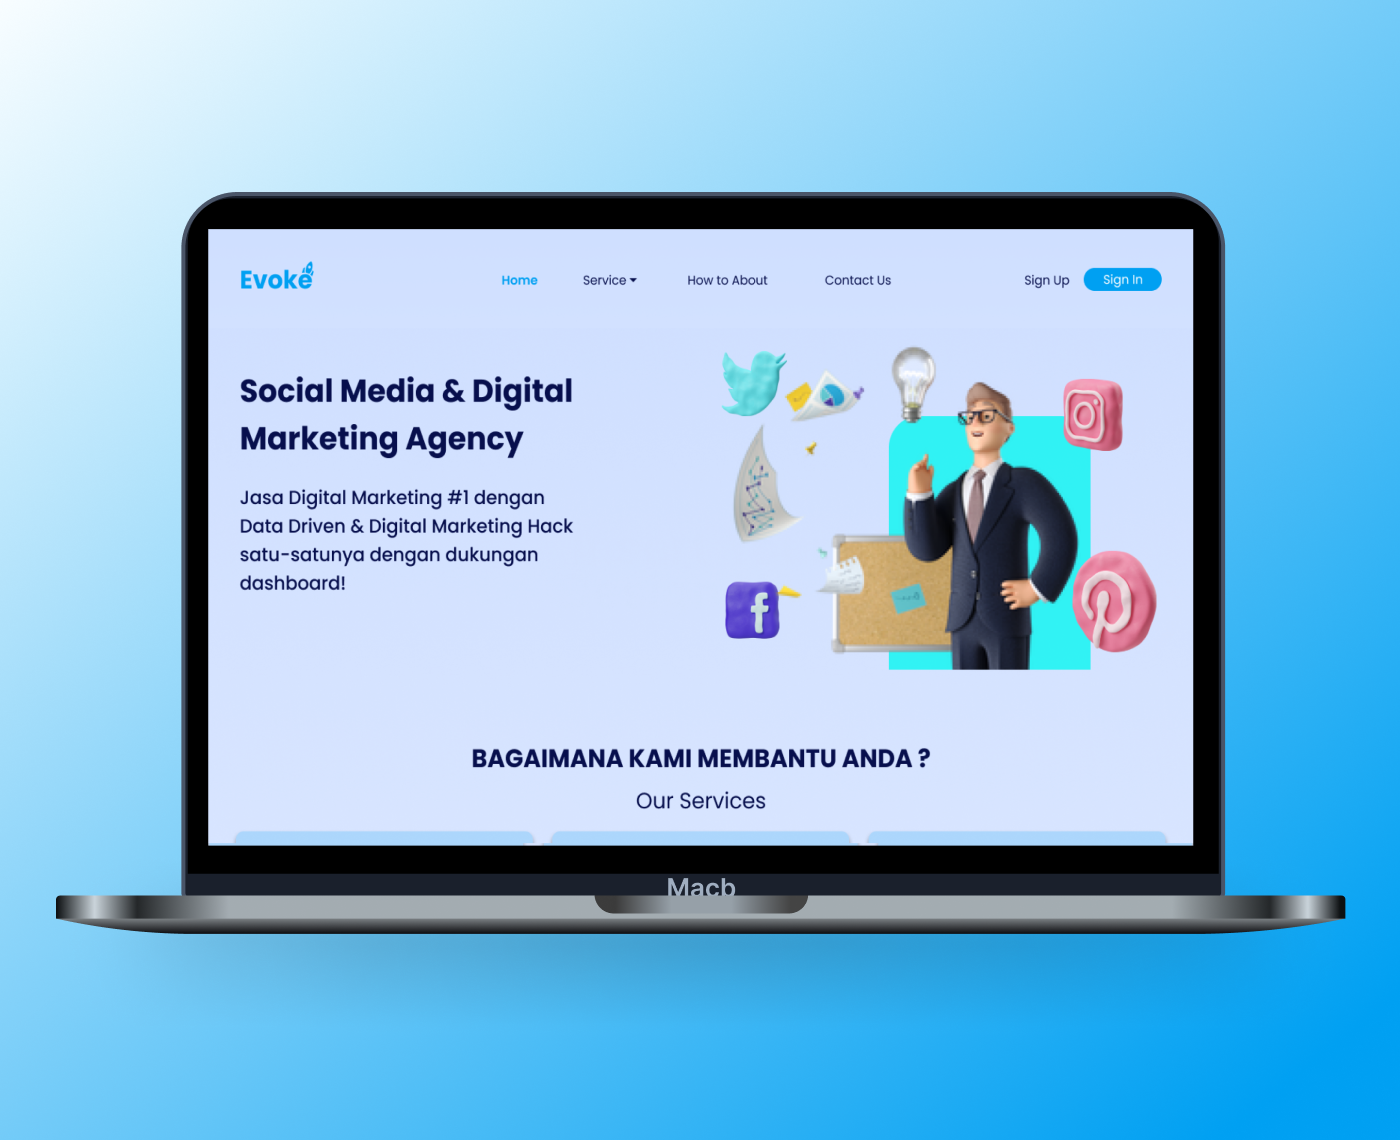 Evoke
Home
Service
How to About
Contact Us
Sign Up
Sign In
Social Media & Digital
Marketing Agency
Jasa Digital Marketing #1 dengan
Data Driven & Digital Marketing Hack
satu-satunya dengan dukungan
dashboard!
BAGAIMANA KAMI MEMBANTU ANDA ?
Our Services
Macb